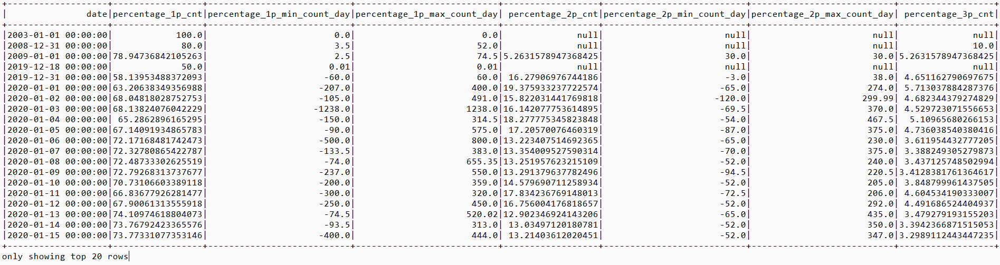 +-------------------+-----------------+---------------------------+---------------------------+------------------+---------------------------+---------------------------+------------------+
|               date|percentage_1p_cnt|percentage_1p_min_count_day|percentage_1p_max_count_day| percentage_2p_cnt|percentage_2p_min_count_day|percentage_2p_max_count_day| percentage_3p_cnt|
+-------------------+-----------------+---------------------------+---------------------------+------------------+---------------------------+---------------------------+------------------+
|2003-01-01 00:00:00|            100.0|                        0.0|                        0.0|              null|                       null|                       null|              null|
|2008-12-31 00:00:00|             80.0|                        3.5|                       52.0|              null|                       null|                       null|              10.0|
|2009-01-01 00:00:00|78.94736842105263|                        2.5|                       74.5|5.2631578947368425|                       30.0|                       30.0|5.2631578947368425|
|2019-12-18 00:00:00|             50.0|                       0.01|                       0.01|              null|                       null|                       null|              null|
|2019-12-31 00:00:00|58.13953488372093|                      -60.0|                       60.0| 16.27906976744186|                       -3.0|                       38.0| 4.651162790697675|
|2020-01-01 00:00:00|63.20638349356988|                     -207.0|                      400.0|19.375933237722574|                      -65.0|                      274.0| 5.713037884287376|
|2020-01-02 00:00:00|68.04818028752753|                     -105.0|                      491.0|15.822031441769818|                     -120.0|                     299.99| 4.682344379274829|
|2020-01-03 00:00:00|68.13824076042229|                    -1238.0|                     1238.0|16.142077753614895|                      -69.5|                      370.0| 4.529723071556653|
|2020-01-04 00:00:00| 65.2862896165295|                     -150.0|                      314.5|18.277775345823848|                      -54.0|                      467.5|  5.10965680266153|
|2020-01-05 00:00:00|67.14091934865783|                      -90.0|                      575.0| 17.20570076460319|                      -87.0|                      375.0| 4.736038540380416|
|2020-01-06 00:00:00|72.17168481742473|                     -500.0|                      800.0|13.223407514692365|                      -65.0|                      230.0| 3.611954432777205|
|2020-01-07 00:00:00|72.32780865422787|                     -133.5|                      383.0|13.354009527590314|                      -70.0|                      375.0| 3.388249305279873|
|2020-01-08 00:00:00|72.48733302625519|                      -74.0|                     655.35|13.251957623215109|                      -52.0|                      240.0| 3.437125748502994|
|2020-01-09 00:00:00|72.79268313737677|                     -237.0|                      550.0|13.291379637782496|                      -94.5|                      220.5|3.4128381761364617|
|2020-01-10 00:00:00|70.73106603389118|                     -200.0|                      359.0|14.579690711258934|                      -52.0|                      205.0| 3.848799961437505|
|2020-01-11 00:00:00|66.83677926281477|                     -300.0|                      320.0|17.834236769148013|                      -72.5|                      206.0| 4.604534190333007|
|2020-01-12 00:00:00|67.90061313555918|                     -250.0|                      450.0|16.756004176818657|                      -52.0|                      292.0| 4.491686524404937|
|2020-01-13 00:00:00|74.10974618804073|                      -74.5|                     520.02|12.902346924143206|                      -65.0|                      435.0| 3.479279193155203|
|2020-01-14 00:00:00|73.76792423365576|                      -93.5|                      313.0| 13.03497120180781|                      -52.0|                      350.0|3.3942366871515053|
|2020-01-15 00:00:00|73.77331077353146|                     -400.0|                      444.0| 13.21403612020451|                      -52.0|                      347.0|3.2989112443447235|
+-------------------+-----------------+---------------------------+---------------------------+------------------+---------------------------+---------------------------+------------------+
only showing top 20 rows